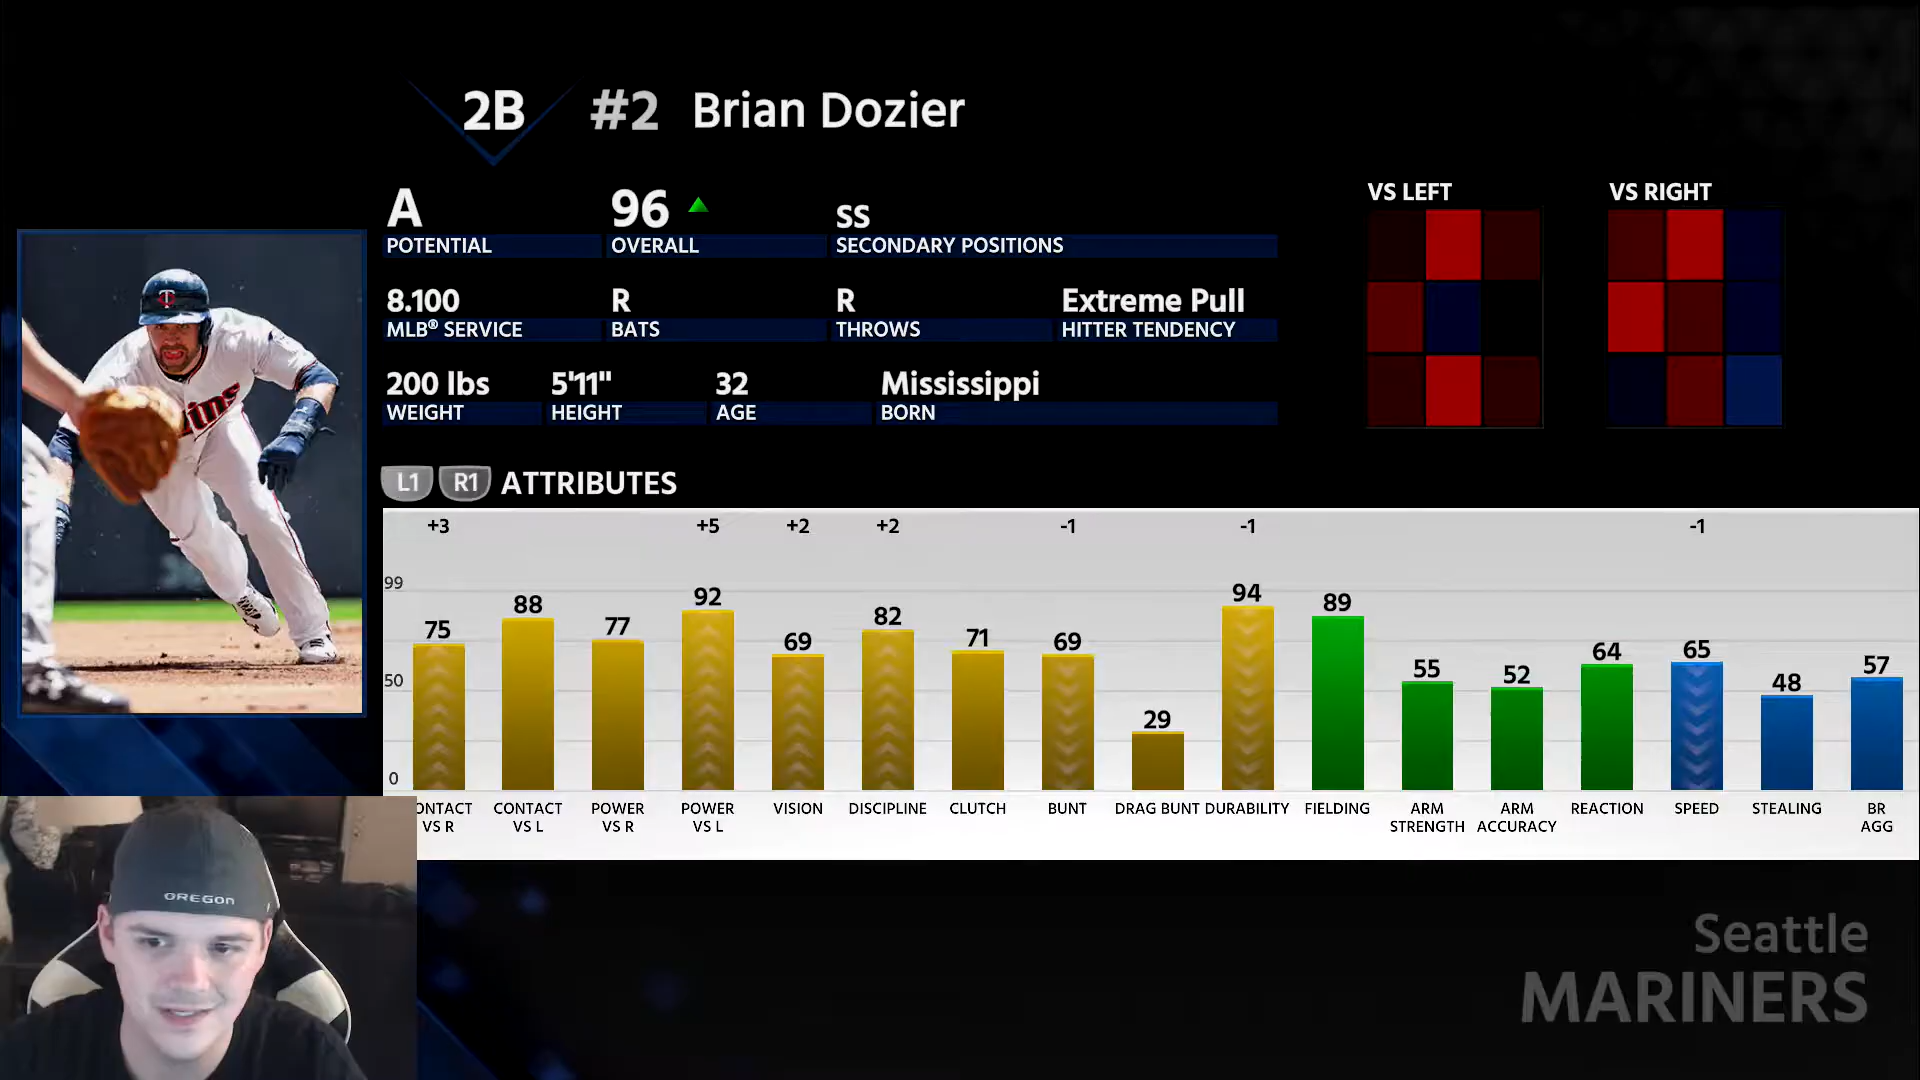 2B #2 Brian Dozier
A 96 SS
POTENTIAL OVERALL SECONDARY POSITIONS
8.100 R R Extreme Pull
MLB® SERVICE BATS THROWS HITTER TENDENCY
200 lbs 5'11" 32 Mississippi
WEIGHT HEIGHT AGE BORN
VS LEFT VS RIGHT
T
ins
L1 R1 ATTRIBUTES
+3 +5 +2 +2 -1 -1 -1
99
50
0
75 88 77 92 69 82 71 69 29 94 89 55 52 64 65 48 57
ONTACT VS R
CONTACT VS L
POWER VS R
POWER VS L
VISION
DISCIPLINE
CLUTCH
BUNT
DRAG BUNT
DURABILITY
FIELDING
ARM STRENGTH
ARM ACCURACY
REACTION
SPEED
STEALING
BR AGG
OREGON
Seattle
MARINERS